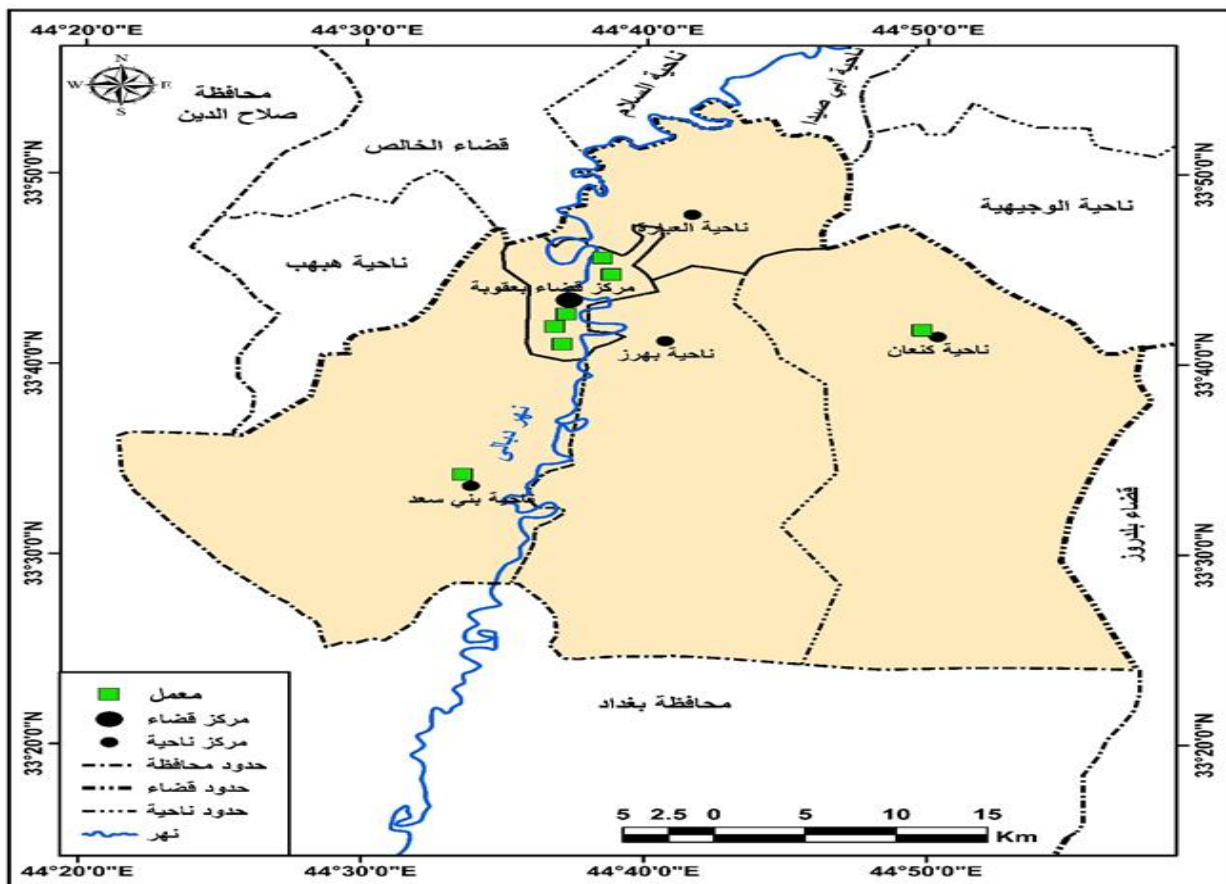 44°20'0"E
44°30'0"E
44°40'0"E
44°50'0"E
N
W
E
S
محافظة
صلاح الدين
قضاء الخالص
ناحية السلام
ناحية ابي صيدا
33°50'0"N
33°50'0"N
ناحية الوجيهية
ناحية العبارة
ناحية هبهب
مركز قضاء بعقوبة
33°40'0"N
33°40'0"N
ناحية بهرز
ناحية كنعان
نهر ديالى
ناحية بني سعد
قضاء بلدروز
33°30'0"N
33°30'0"N
محافظة بغداد
33°20'0"N
33°20'0"N
معمل
مركز قضاء
مركز ناحية
حدود محافظة
حدود قضاء
حدود ناحية
نهر
5 2.5 0 5 10 15
Km
44°20'0"E
44°30'0"E
44°40'0"E
44°50'0"E